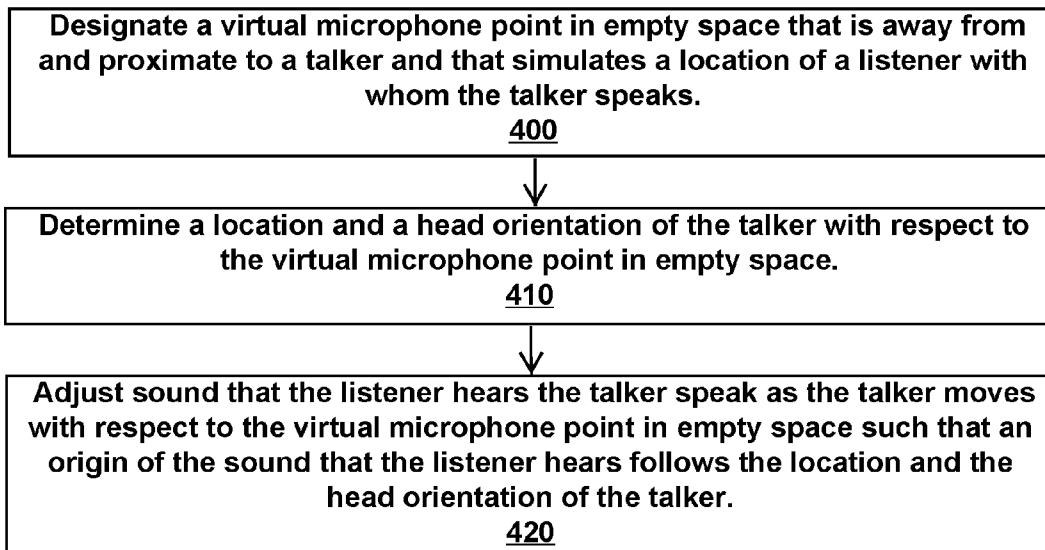 Designate a virtual microphone point in empty space that is away from
and proximate to a talker and that simulates a location of a listener with
whom the talker speaks.
400
Determine a location and a head orientation of the talker with respect to
the virtual microphone point in empty space.
410
Adjust sound that the listener hears the talker speak as the talker moves
with respect to the virtual microphone point in empty space such that an
origin of the sound that the listener hears follows the location and the
head orientation of the talker.
420